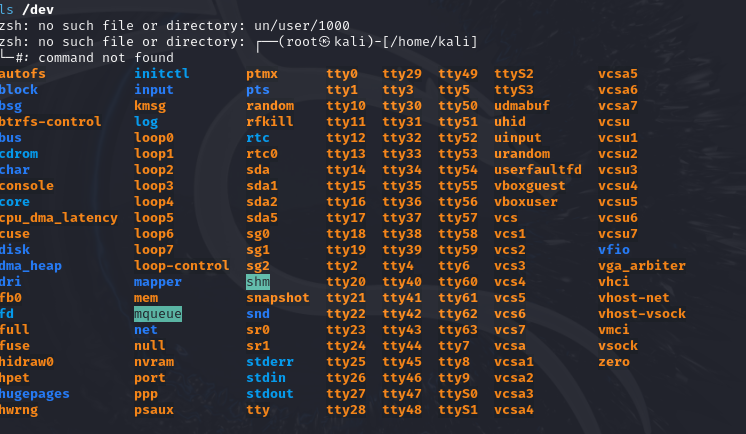 ls /dev
zsh: no such file or directory: un/user/1000
zsh: no such file or directory: ┌──(root㉿kali)-[/home/kali]
└─#: command not found
autofs initctl ptmx tty0 tty29 tty49 ttyS2 vcsa5
block input pts tty1 tty3 tty5 ttyS3 vcsa6
bsg kmsg random tty10 tty30 tty50 udmabuf vcsa7
btrfs-control log rfkill tty11 tty31 tty51 uhid vcsu
bus loop0 rtc tty12 tty32 tty52 uinput vcsu1
cdrom loop1 rtc0 tty13 tty33 tty53 urandom vcsu2
char loop2 sda tty14 tty34 tty54 userfaultfd vcsu3
console loop3 sda1 tty15 tty35 tty55 vboxguest vcsu4
core loop4 sda2 tty16 tty36 tty56 vboxuser vcsu5
cpu_dma_latency loop5 sda5 tty17 tty37 tty57 vcs vcsu6
cuse loop6 sg0 tty18 tty38 tty58 vcs1 vcsu7
disk loop7 sg1 tty19 tty39 tty59 vcs2 vfio
dma_heap loop-control sg2 tty2 tty4 tty6 vcs3 vga_arbiter
dri mapper shm tty20 tty40 tty60 vcs4 vhci
fb0 mem snapshot tty21 tty41 tty61 vcs5 vhost-net
fd mqueue snd tty22 tty42 tty62 vcs6 vhost-vsock
full net sr0 tty23 tty43 tty63 vcs7 vmci
fuse null sr1 tty24 tty44 tty7 vcsa vsock
hidraw0 nvram stderr tty25 tty45 tty8 vcsa1 zero
hpet port stdin tty26 tty46 tty9 vcsa2
hugepages ppp stdout tty27 tty47 ttyS0 vcsa3
hwrng psaux tty tty28 tty48 ttyS1 vcsa4